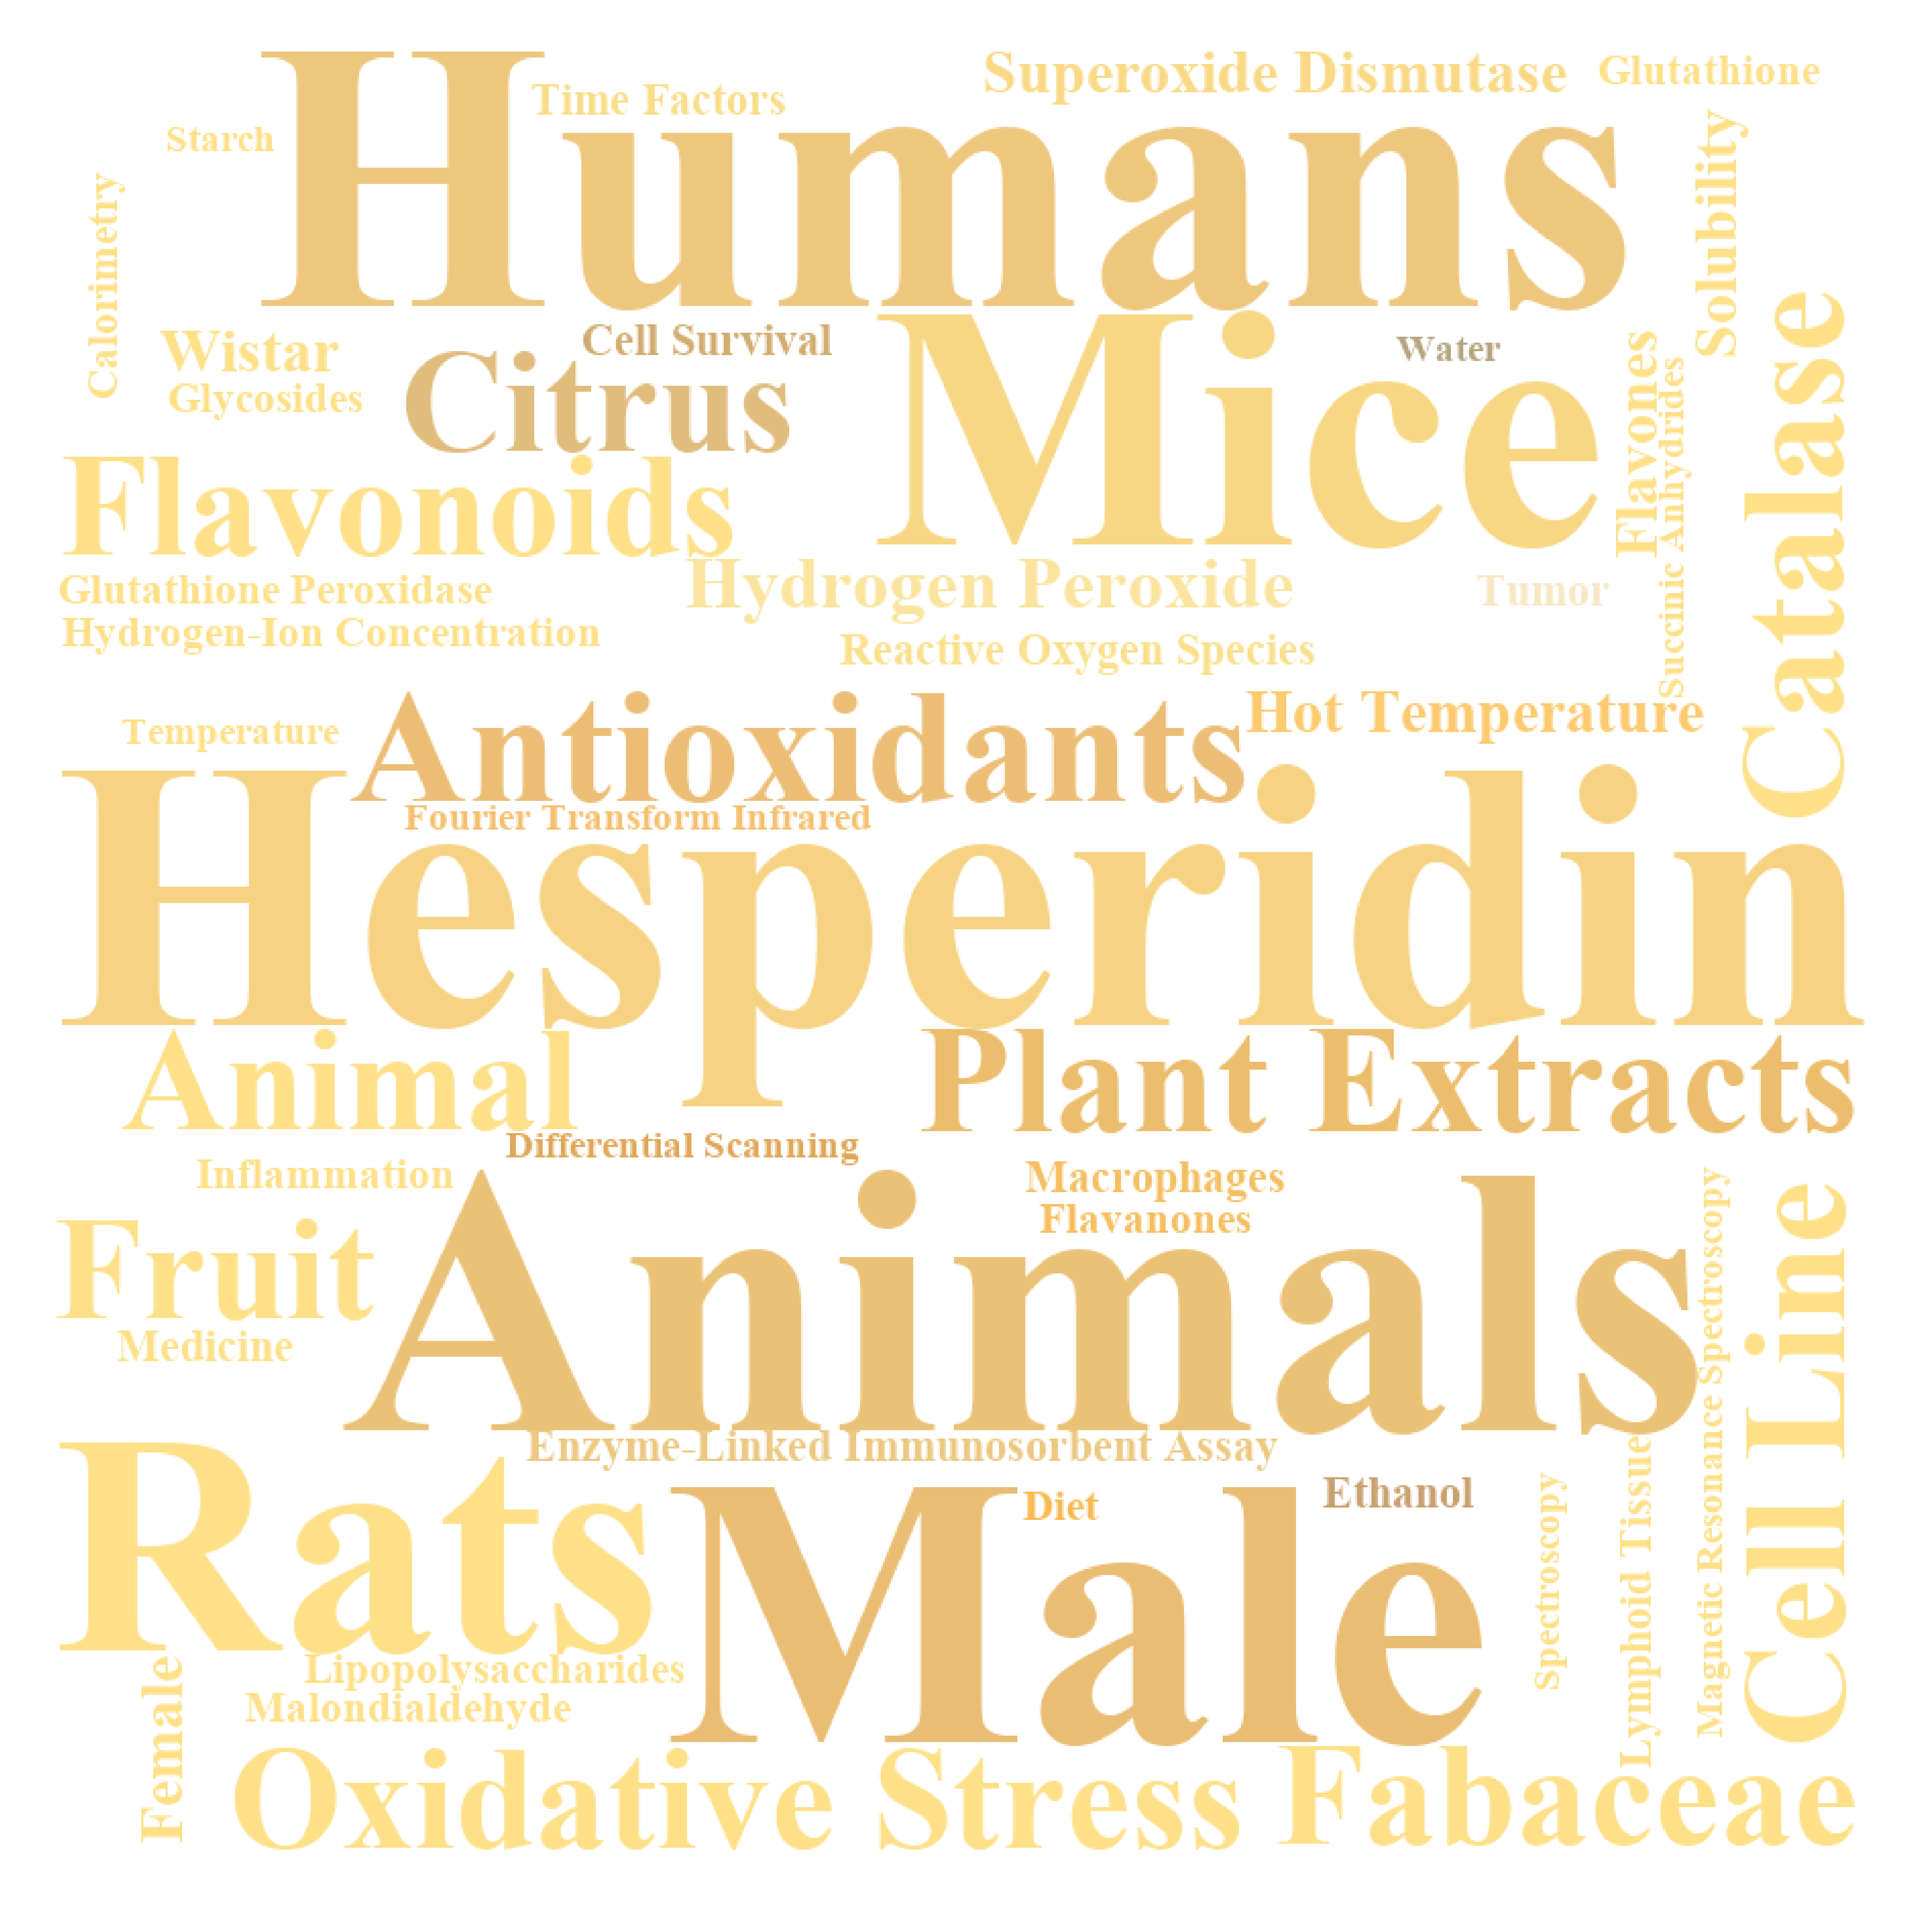 Humans
Time Factors
Superoxide Dismutase
Glutathione
Starch
Calorimetry
Solubility
Wistar
Glycosides
Cell Survival
Citrus
Mice
Water
Flavones
Succinic Anhydrides
Catalase
Flavonoids
Glutathione Peroxidase
Hydrogen-Ion Concentration
Hydrogen Peroxide
Tumor
Reactive Oxygen Species
Temperature
Antioxidants
Hot Temperature
Fourier Transform Infrared
Hesperidin
Animal
Plant Extracts
Differential Scanning
Inflammation
Macrophages
Flavanones
Fruit
Medicine
Animals
Magnetic Resonance Spectroscopy
Cell Line
Enzyme-Linked Immunosorbent Assay
Rats
Male
Diet
Ethanol
Spectroscopy
Lymphoid Tissue
Lipopolysaccharides
Malondialdehyde
Female
Oxidative Stress
Fabaceae